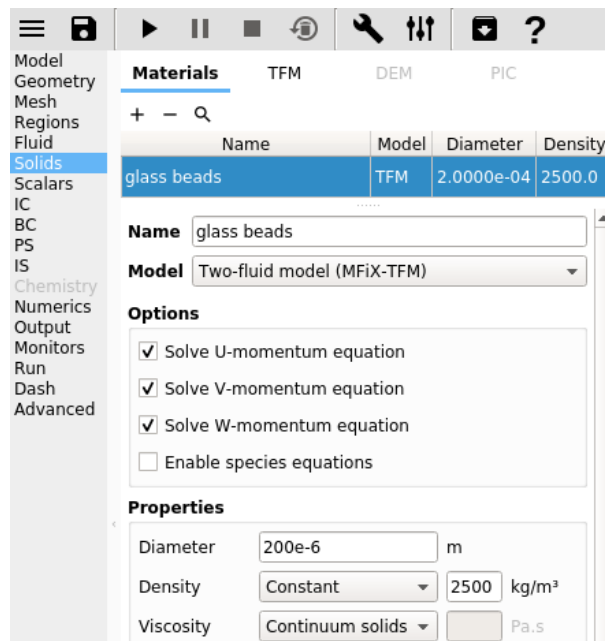 Model
Geometry
Mesh
Regions
Fluid
Solids
Scalars
IC
BC
PS
IS
Chemistry
Numerics
Output
Monitors
Run
Dash
Advanced
Materials TFM DEM PIC
Name Model Diameter Density
glass beads TFM 2.0000e-04 2500.0
Name glass beads
Model Two-fluid model (MFiX-TFM)
Options
Solve U-momentum equation
Solve V-momentum equation
Solve W-momentum equation
Enable species equations
Properties
Diameter 200e-6 m
Density Constant 2500 kg/m³
Viscosity Continuum solids Pa.s